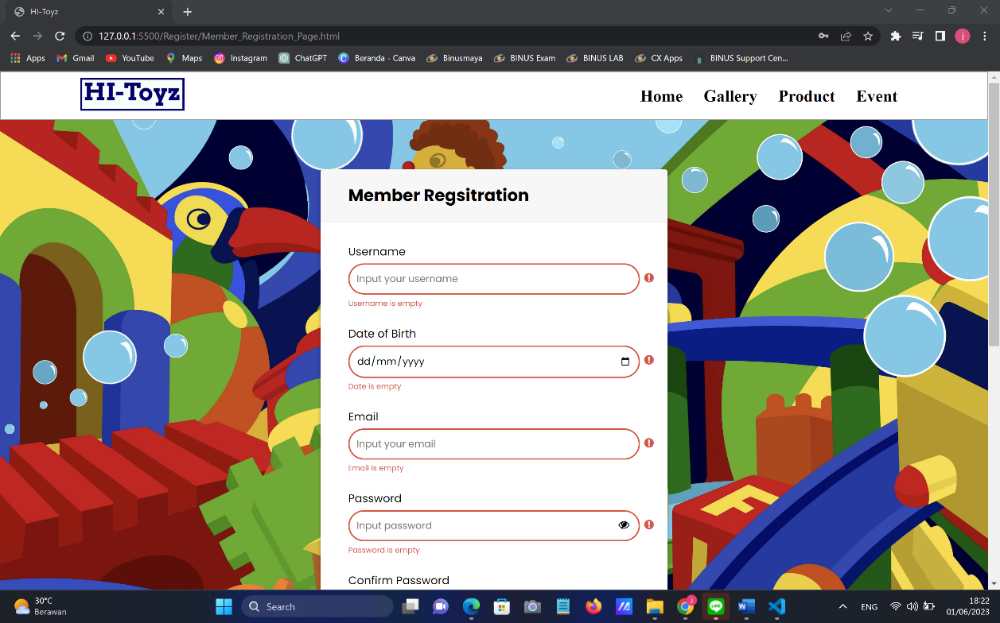 HI-Toyz
127.0.0.1:5500/Register/Member_Registration_Page.html
Apps Gmail YouTube Maps Instagram ChatGPT Beranda - Canva Binusmaya BINUS Exam BINUS LAB CX Apps BINUS Support Cen...
HI-Toyz Home Gallery Product Event
Member Regsitration
Username
Input your username
Username is empty
Date of Birth
dd/mm/yyyy
Date is empty
Email
Input your email
Email is empty
Password
Input password
Password is empty
Confirm Password
F
30°C
Berawan
Search
ENG
18:22
01/06/2023